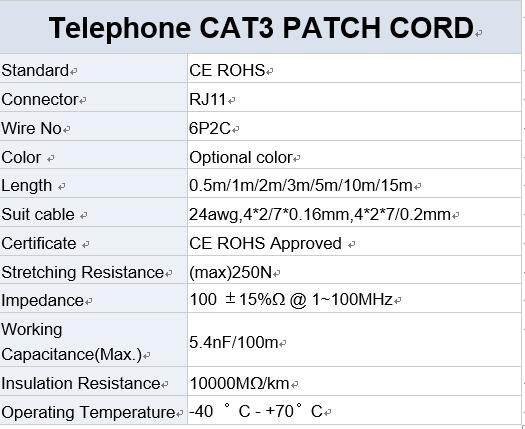 Telephone CAT3 PATCH CORD
Standard CE ROHS
Connector RJ11
Wire No 6P2C
Color Optional color
Length 0.5m/1m/2m/3m/5m/10m/15m
Suit cable 24awg,4*2/7*0.16mm,4*2*7/0.2mm
Certificate CE ROHS Approved
Stretching Resistance (max)250N
Impedance 100 ±15%Ω @ 1~100MHz
Working
Capacitance(Max.) 5.4nF/100m
Insulation Resistance 10000MΩ/km
Operating Temperature -40 ° C - +70° C